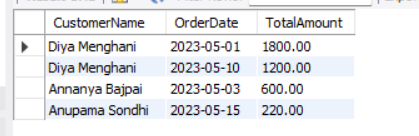 CustomerName OrderDate TotalAmount
Diya Menghani 2023-05-01 1800.00
Diya Menghani 2023-05-10 1200.00
Annanya Bajpai 2023-05-03 600.00
Anupama Sondhi 2023-05-15 220.00